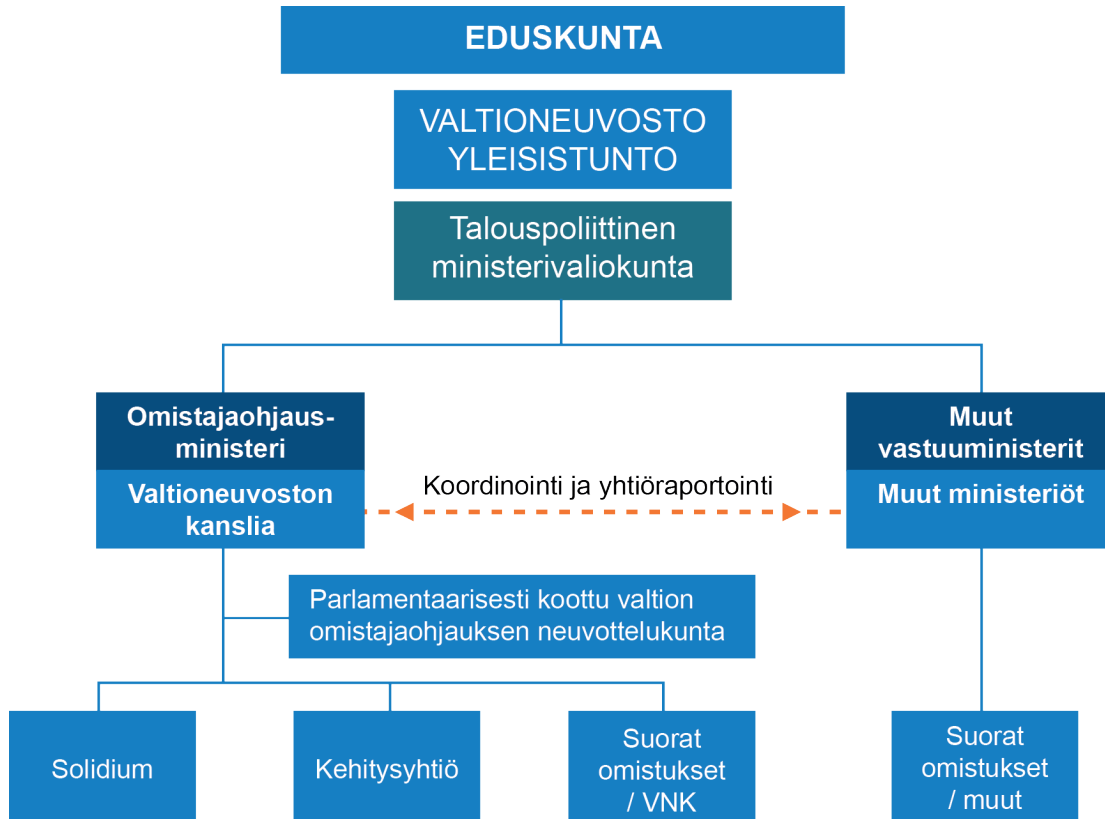 EDUSKUNTA
VALTIONEUVOSTO
YLEISISTUNTO
Talouspoliittinen
ministerivaliokunta
Omistajaohjaus-
ministeri
Valtioneuvoston
kanslia
Koordinointi ja yhtiöraportointi
Muut
vastuuministerit
Muut ministeriöt
Parlamentaarisesti koottu valtion
omistajaohjauksen neuvottelukunta
Solidium
Kehitysyhtiö
Suorat
omistukset
/ VNK
Suorat
omistukset
/ muut